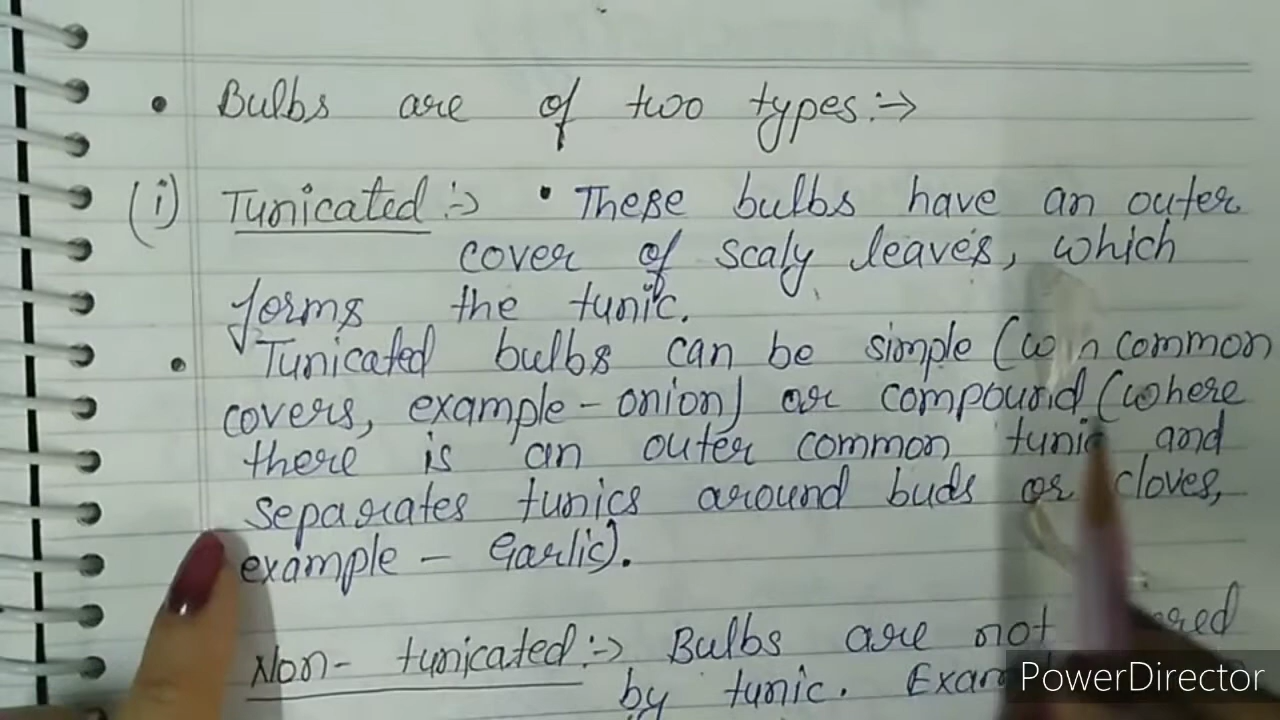 • Bulbs are of two types:→
(i) Tunicated :→ • These bulbs have an outer
cover of scaly leaves, which
forms the tunic.
• Tunicated bulbs can be simple ( common
covers, example - onion) or compound (where
there is an outer common tunic and
separates tunics around buds or cloves,
example - Garlic).
Non- tunicated :→ Bulbs are not
by tunic.
PowerDirector